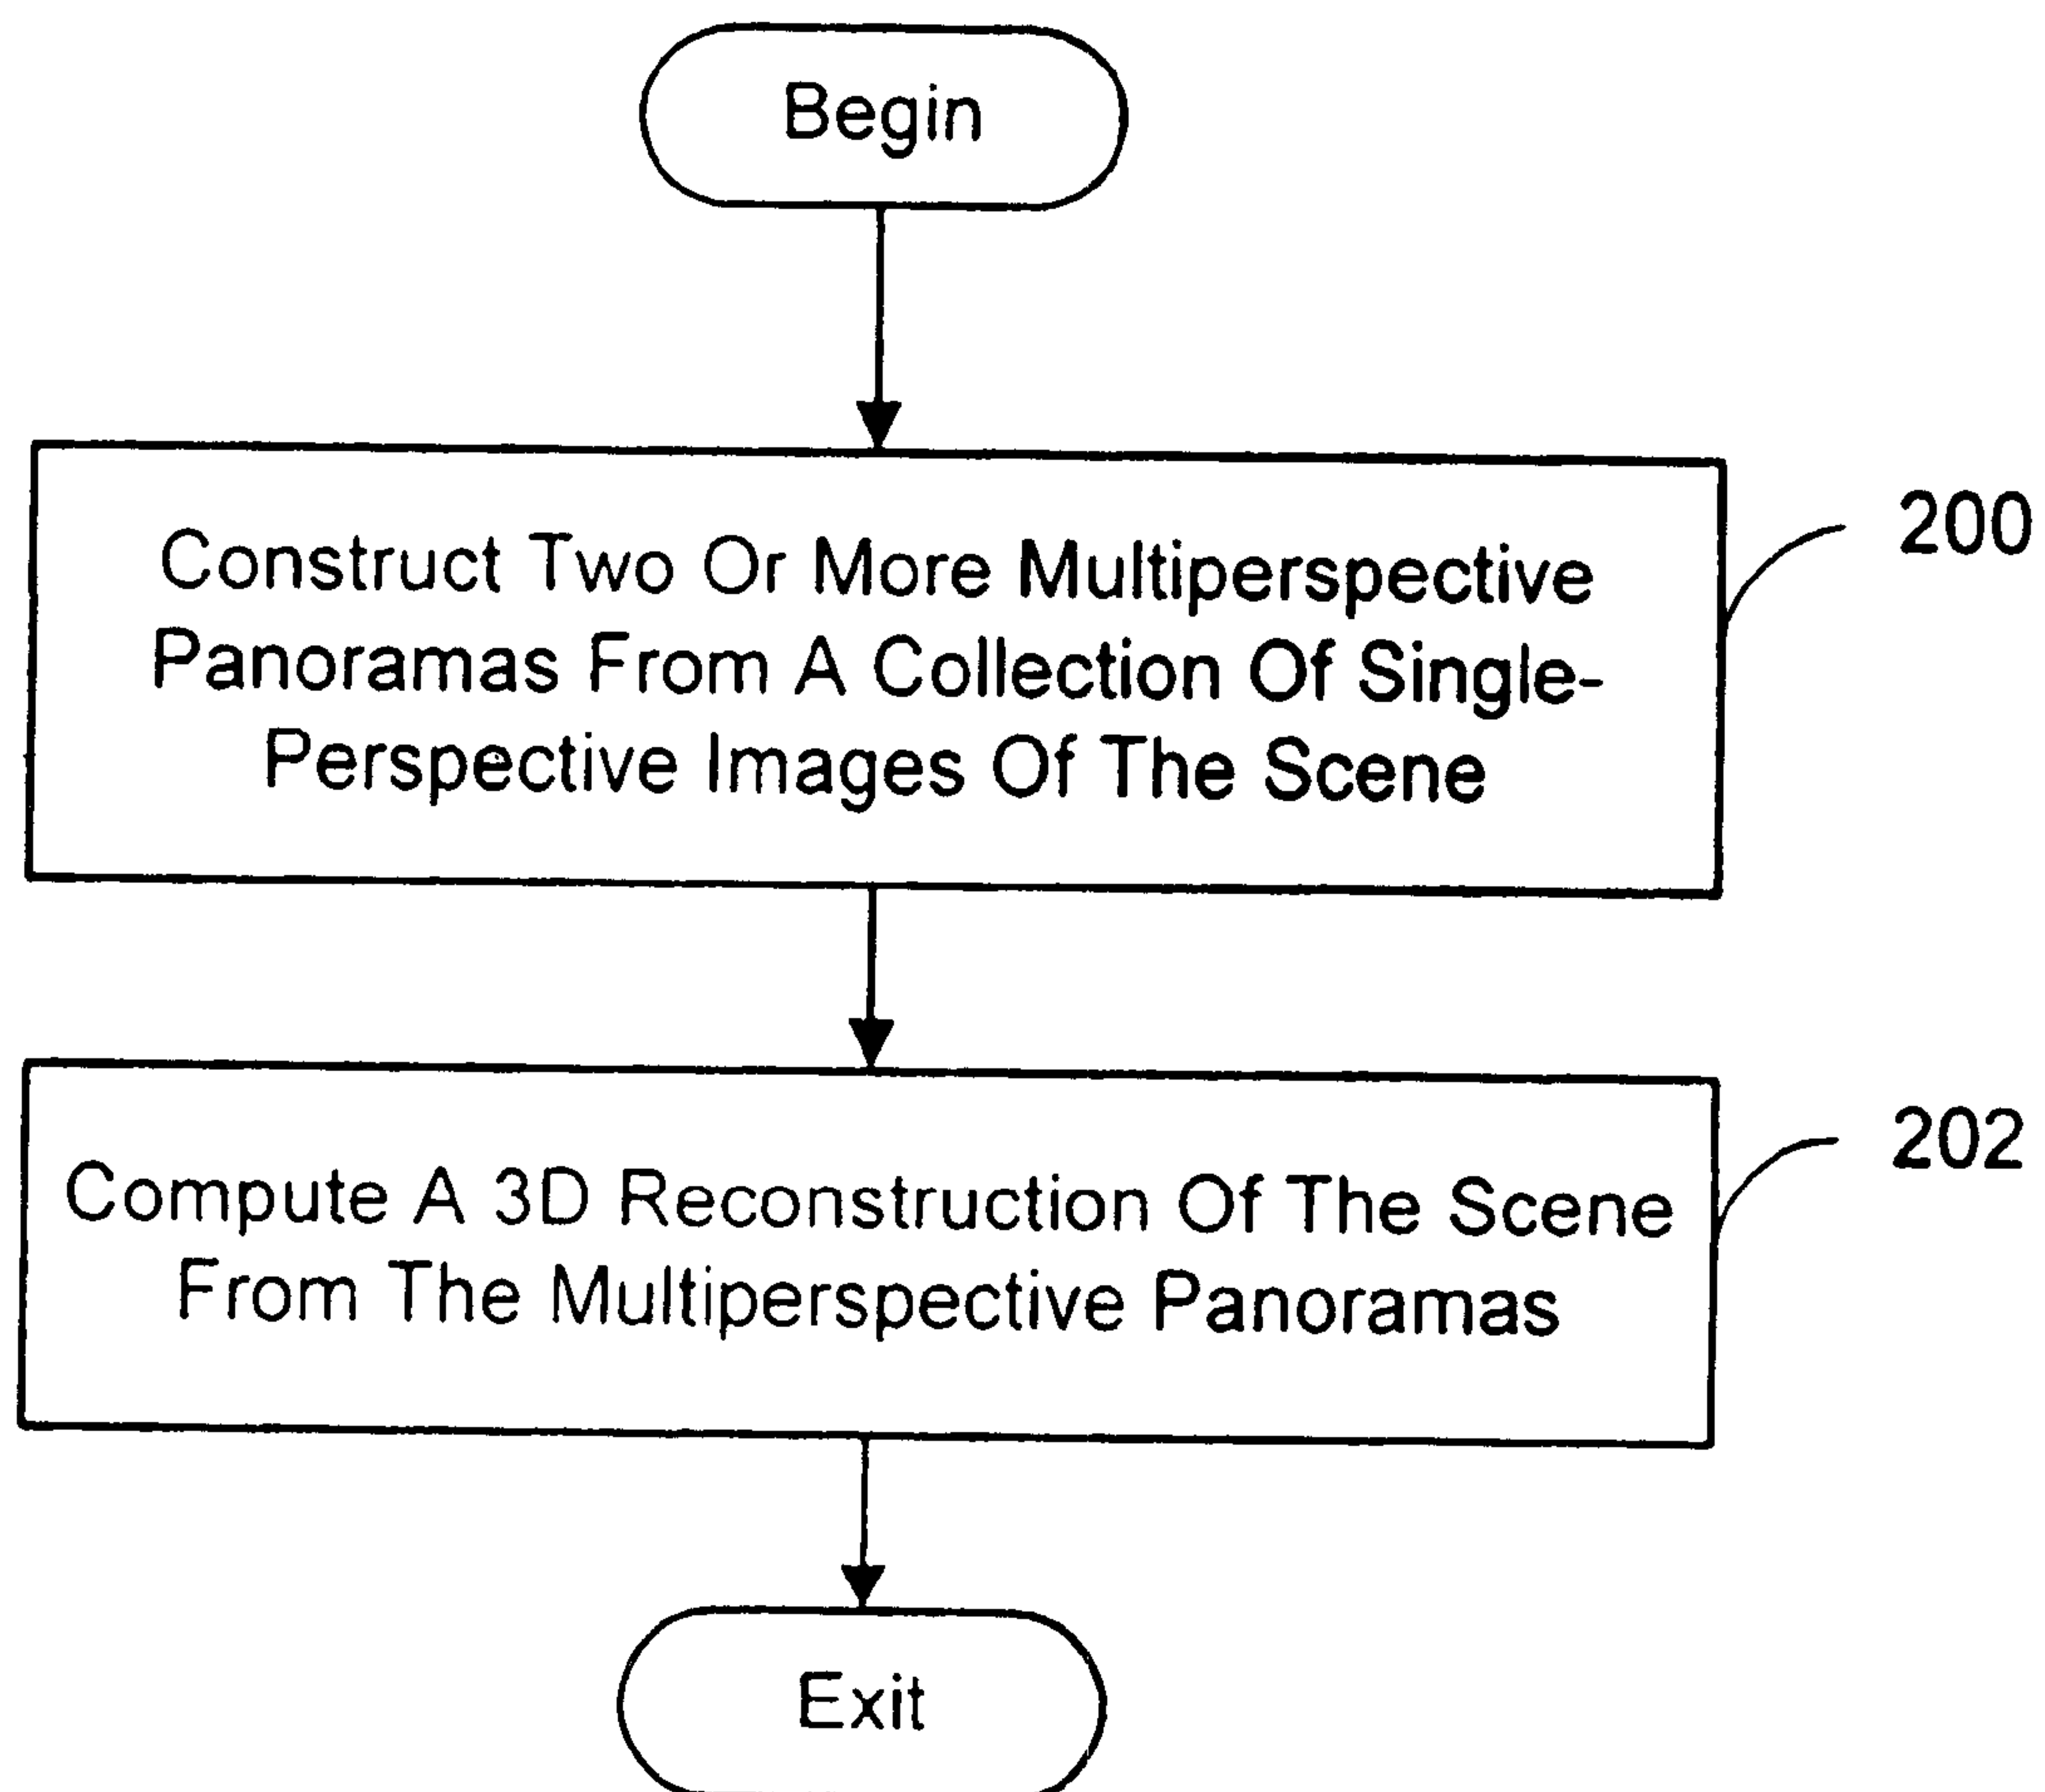 Begin
Construct Two Or More Multiperspective
Panoramas From A Collection Of Single-
Perspective Images Of The Scene
200
Compute A 3D Reconstruction Of The Scene
From The Multiperspective Panoramas
202
Exit